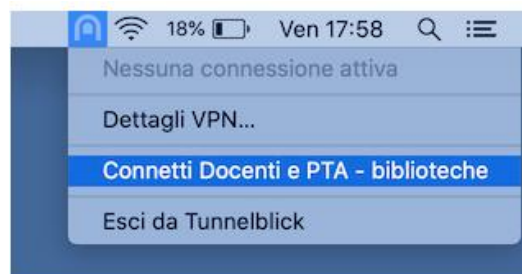 18% Ven 17:58
Nessuna connessione attiva
Dettagli VPN...
Connetti Docenti e PTA - biblioteche
Esci da Tunnelblick